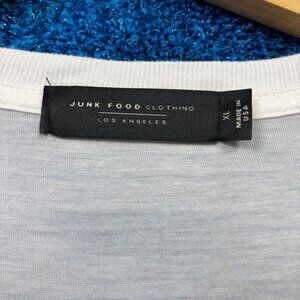 JUNK FOOD CLOTHING
LOS ANGELES
XL
MADE IN
USA